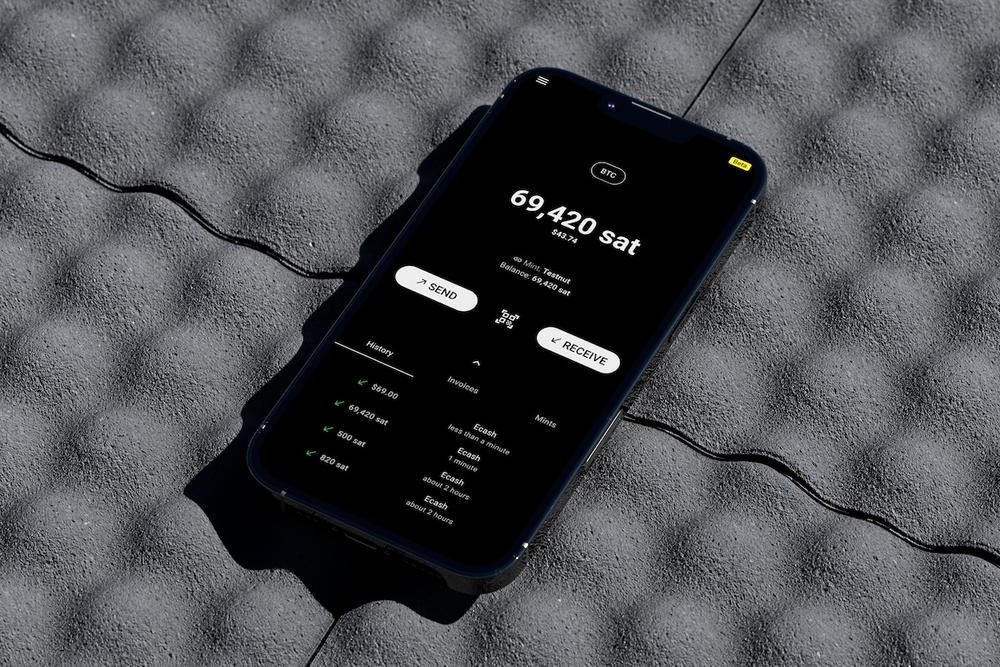 Beta
BTC
69,420 sat
$43.74
Mint: Testnut
Balance: 69,420 sat
SEND
RECEIVE
History
Invoices
Mints
$69.00
Ecash
less than a minute
69,420 sat
Ecash
1 minute
500 sat
Ecash
about 2 hours
820 sat
Ecash
about 2 hours